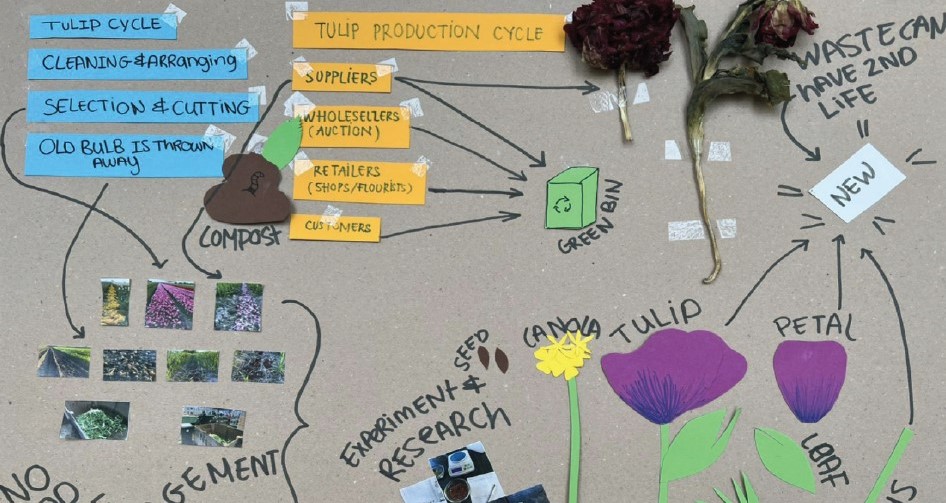 TULIP CYCLE
CLEANING & ARRANGING
SELECTION & CUTTING
OLD BULB IS THROWN
AWAY
TULIP PRODUCTION CYCLE
SUPPLIERS
WHOLESELLERS
(AUCTION)
RETAILERS
(SHOPS/FLOURISTS)
CUSTOMERS
COMPOST
GREEN BIN
WASTE CAN
HAVE 2ND
LIFE
NEW
SEED
CANOLA
TULIP
PETAL
LEAF
EXPERIMENT &
RESEARCH
NO